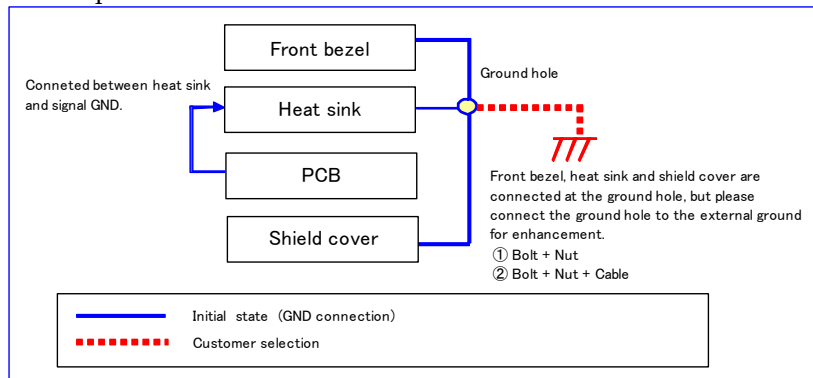 Front bezel
Ground hole
Conneted between heat sink
and signal GND.
Heat sink
PCB
Front bezel, heat sink and shield cover are
connected at the ground hole, but please
connect the ground hole to the external ground
for enhancement.
① Bolt + Nut
② Bolt + Nut + Cable
Shield cover
Initial state (GND connection)
Customer selection